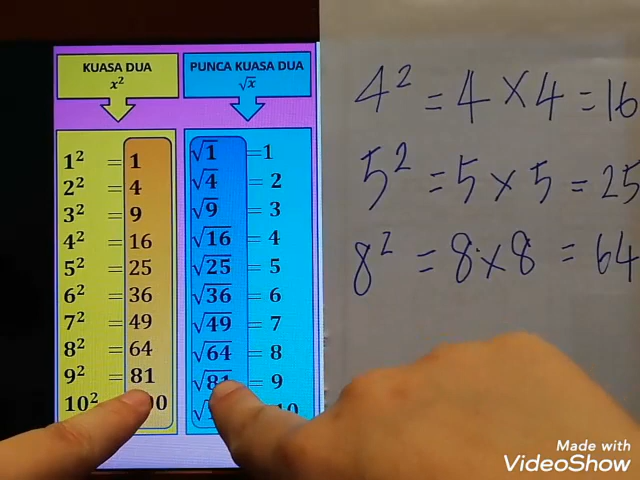 KUASA DUA
x²
1² = 1
2² = 4
3² = 9
4² = 16
5² = 25
6² = 36
7² = 49
8² = 64
9² = 81
10²
PUNCA KUASA DUA
√x
√1 = 1
√4 = 2
√9 = 3
√16 = 4
√25 = 5
√36 = 6
√49 = 7
√64 = 8
√81 = 9
4² = 4 × 4 = 16
5² = 5 × 5 = 25
8² = 8 × 8 = 64
Made with
VideoShow